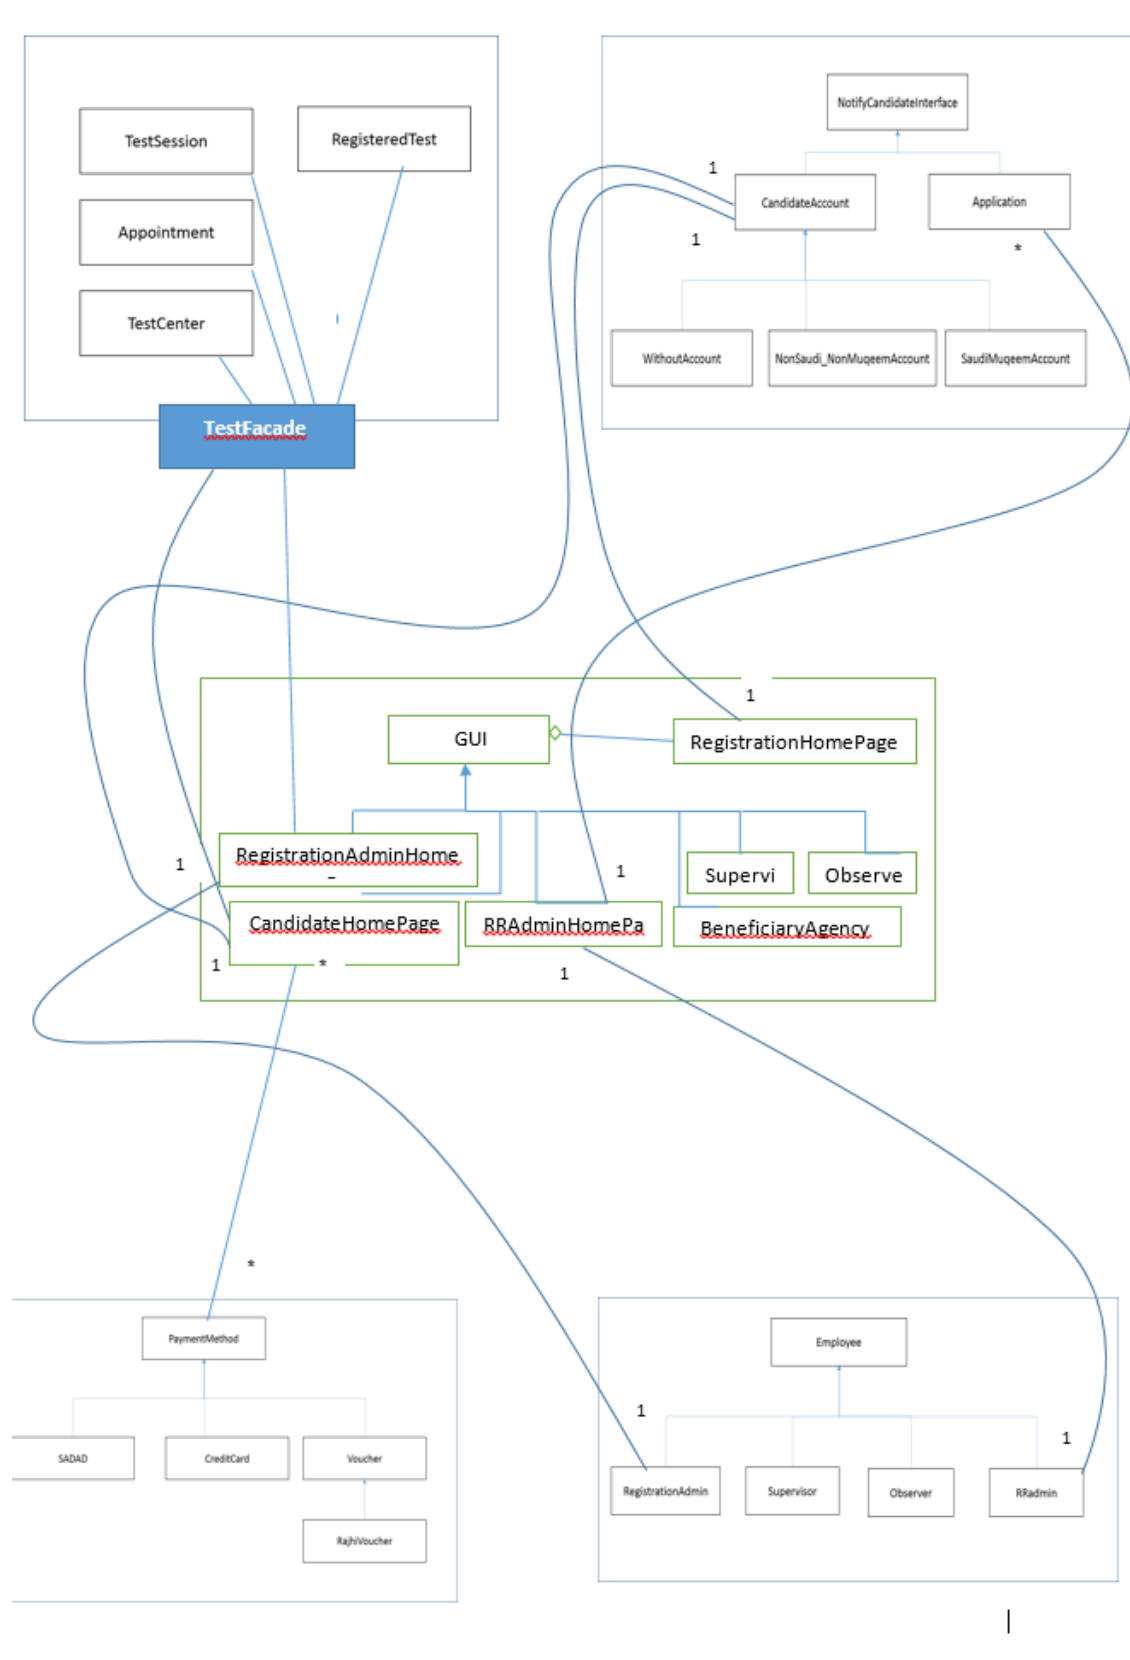 TestSession
RegisteredTest
Appointment
TestCenter
TestFacade
NotifyCandidateInterface
1
CandidateAccount
Application
1
*
WithoutAccount
NonSaudi_NonMuqeemAccount
SaudiMuqeemAccount
1
GUI
RegistrationHomePage
RegistrationAdminHome
1
1
Supervi
Observe
CandidateHomePage
RRAdminHomePa
BeneficiaryAgency
1
*
1
*
PaymentMethod
SADAD
CreditCard
Voucher
RajhiVoucher
Employee
1
1
RegistrationAdmin
Supervisor
Observer
RRadmin